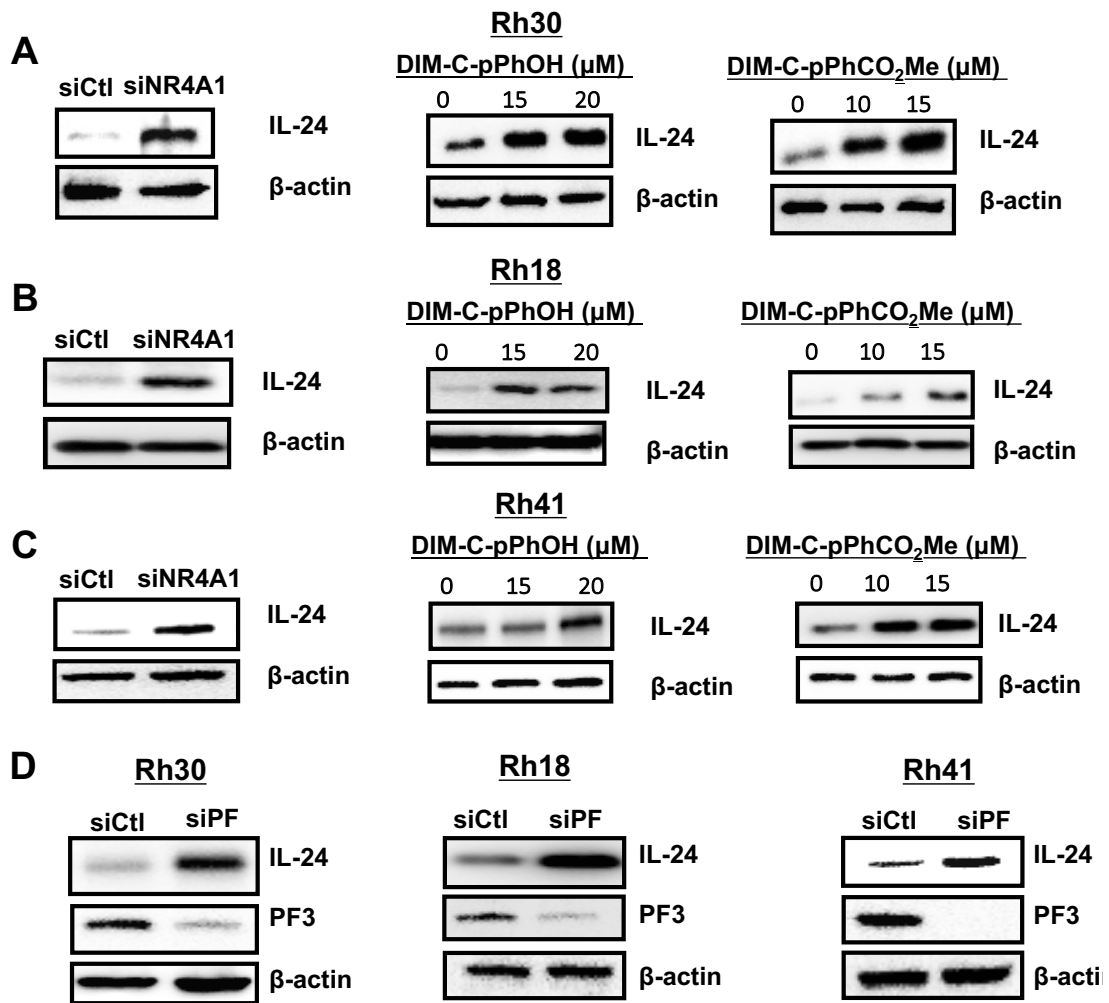 A
Rh30
siCtl siNR4A1
DIM-C-pPhOH (µM)
DIM-C-pPhCO2Me (µM)
0 15 20
0 10 15
IL-24
IL-24
IL-24
β-actin
β-actin
β-actin
B
Rh18
siCtl siNR4A1
DIM-C-pPhOH (µM)
DIM-C-pPhCO2Me (µM)
0 15 20
0 10 15
IL-24
IL-24
IL-24
β-actin
β-actin
β-actin
C
Rh41
siCtl siNR4A1
DIM-C-pPhOH (µM)
DIM-C-pPhCO2Me (µM)
0 15 20
0 10 15
IL-24
IL-24
IL-24
β-actin
β-actin
β-actin
D
Rh30
Rh18
Rh41
siCtl siPF
siCtl siPF
siCtl siPF
IL-24
IL-24
IL-24
PF3
PF3
PF3
β-actin
β-actin
β-acti